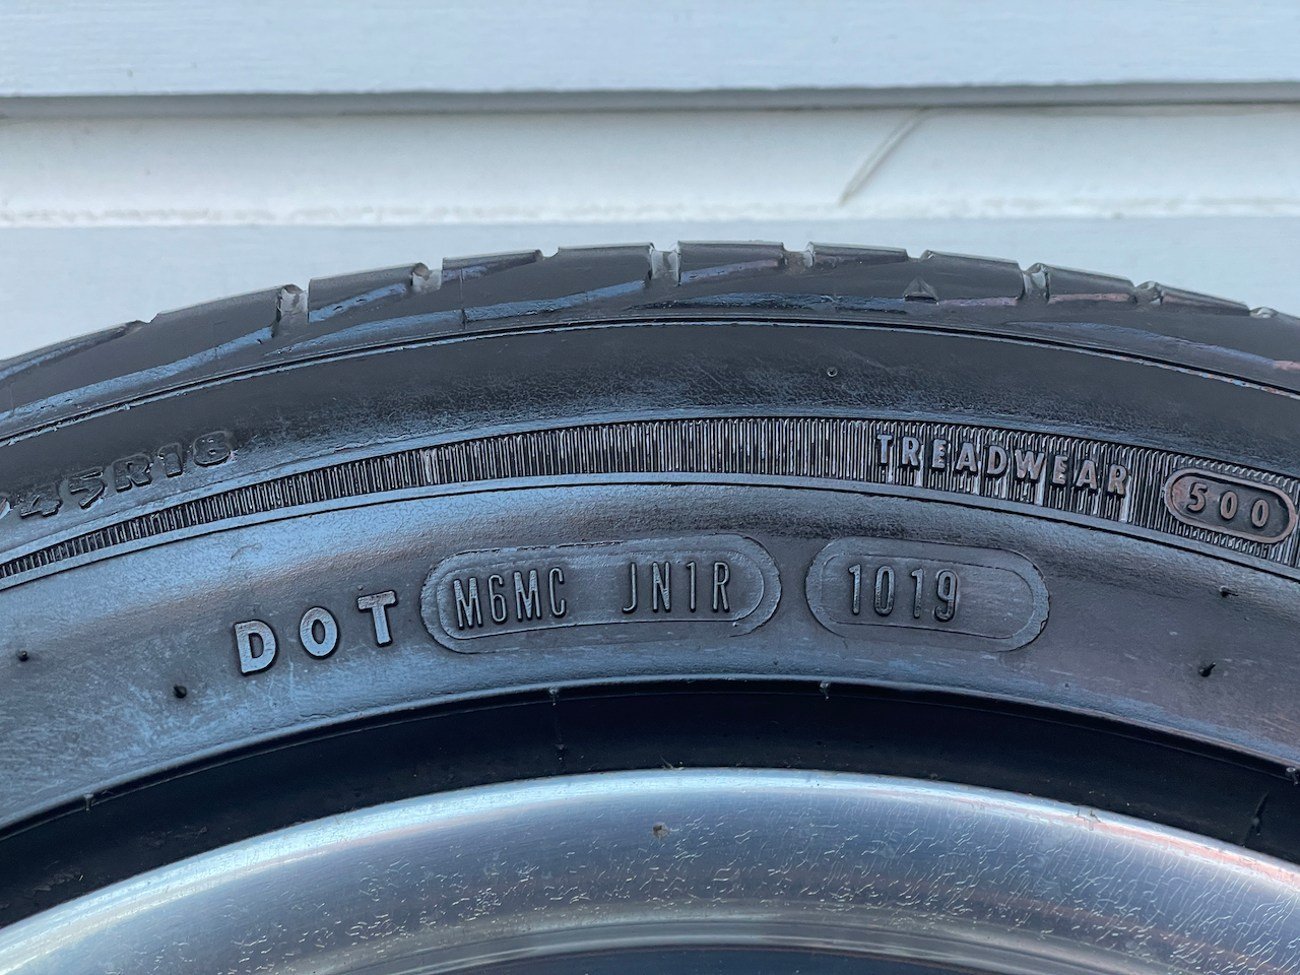 45R18
TREADWEAR 500
DOT M6MC JN1R 1019